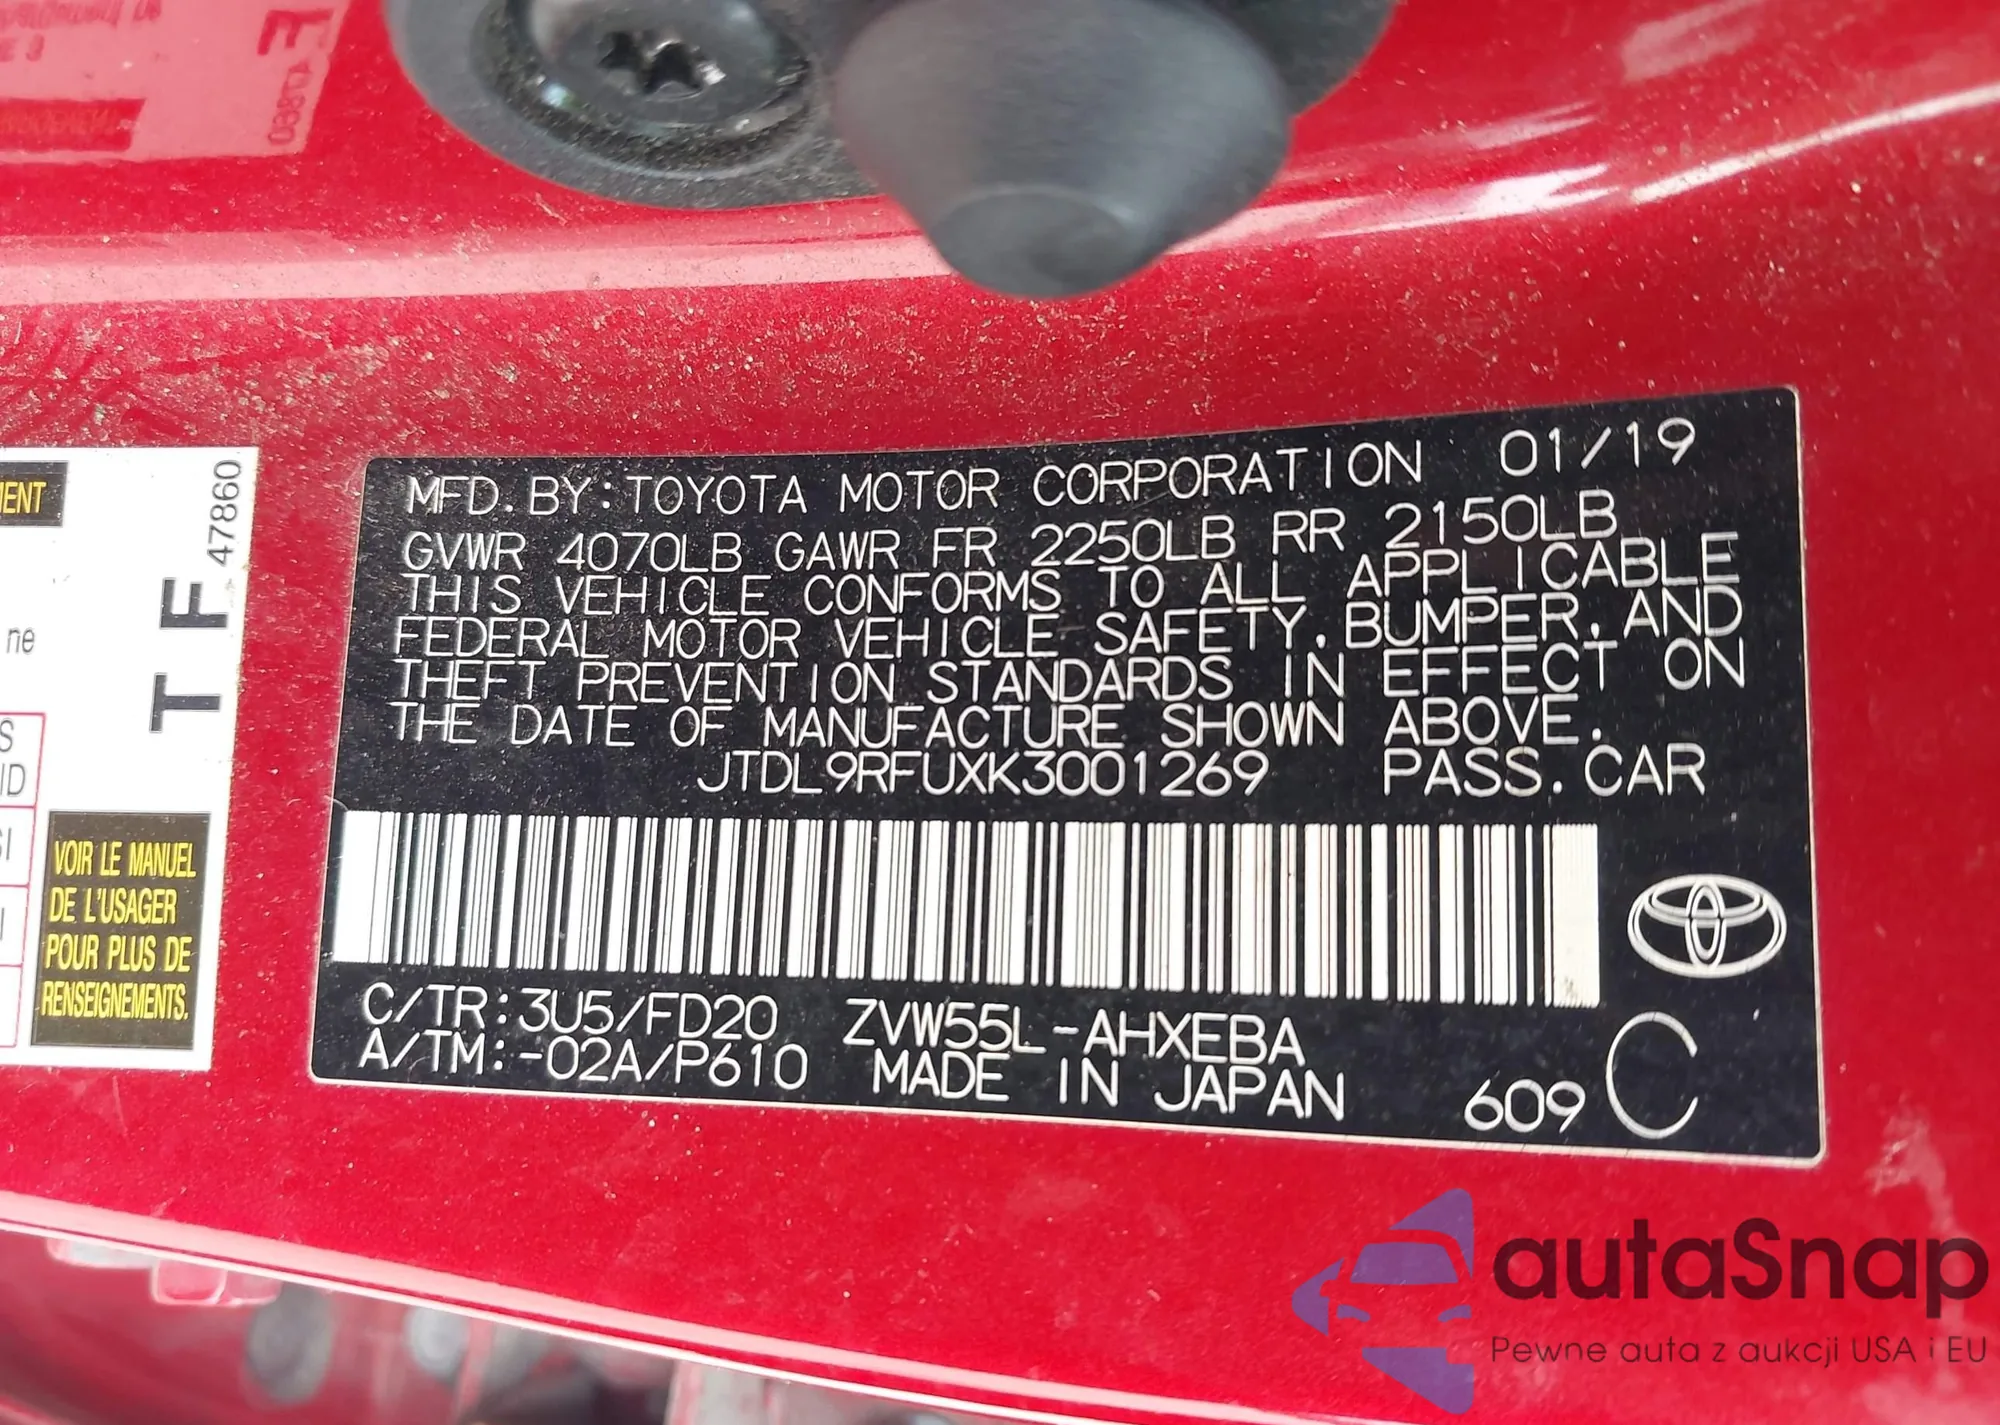 47880
MFD. BY: TOYOTA MOTOR CORPORATION 01/19
GVWR 4070LB GAWR FR 2250LB RR 2150LB
THIS VEHICLE CONFORMS TO ALL APPLICABLE
FEDERAL MOTOR VEHICLE SAFETY, BUMPER, AND
THEFT PREVENTION STANDARDS IN EFFECT ON
THE DATE OF MANUFACTURE SHOWN ABOVE.
JTDL9RFUXK3001269 PASS. CAR
C/TR: 3U5/FD20 ZVW55L-AHXEBA
A/TM: -02A/P610 MADE IN JAPAN 609 C
47860
T F
ne
S
ID
VOIR LE MANUEL
DE L'USAGER
POUR PLUS DE
RENSEIGNEMENTS.
autaSnap
Pewne auta z aukcji USA i EU